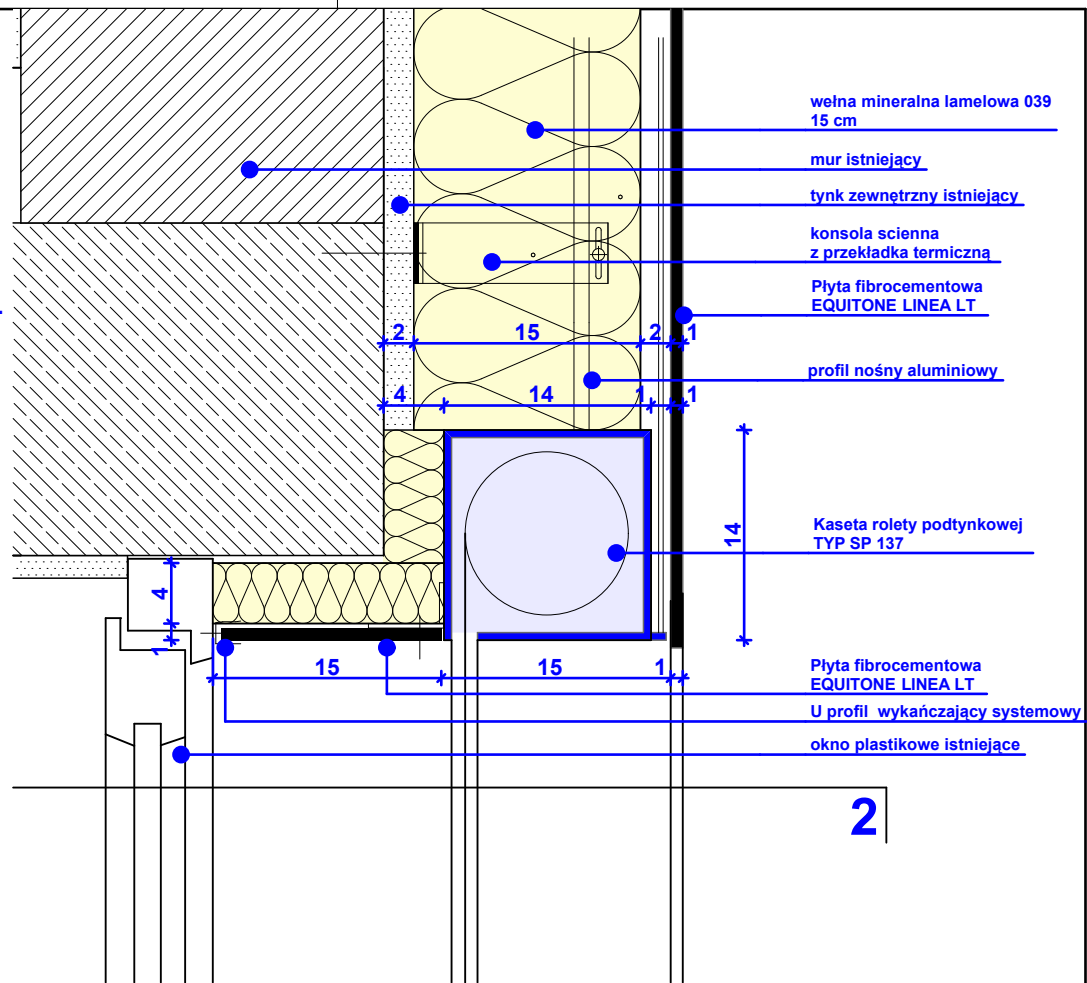 wełna mineralna lamelowa 039
15 cm
mur istniejący
tynk zewnętrzny istniejący
konsola scienna
z przekładka termiczną
Płyta fibrocementowa
EQUITONE LINEA LT
2 15 2 1
profil nośny aluminiowy
4 14 1 1
14
Kaseta rolety podtynkowej
TYP SP 137
4
1
15 15 1
Płyta fibrocementowa
EQUITONE LINEA LT
U profil wykańczający systemowy
okno plastikowe istniejące
2